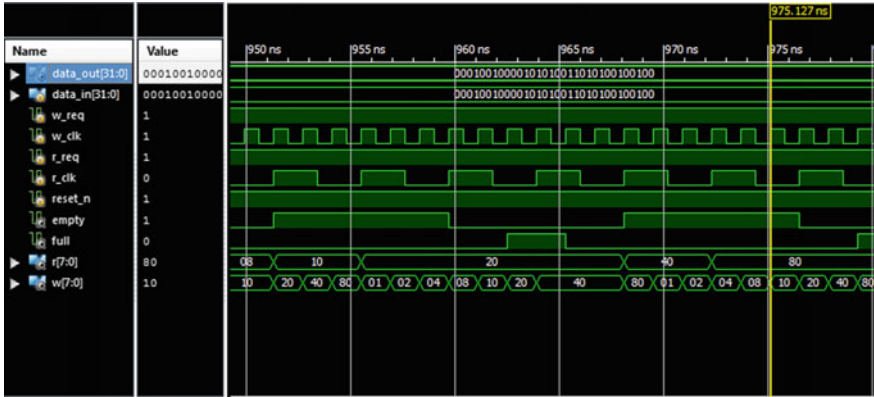 975.127 ns
Name Value 950 ns 955 ns 960 ns 965 ns 970 ns 975 ns
data_out[31:0] 00010010000 00010010000101010011010100100100
data_in[31:0] 00010010000 00010010000101010011010100100100
w_req 1
w_clk 1
r_req 1
r_clk 0
reset_n 1
empty 1
full 0
r[7:0] 80 08 10 20 40 80
w[7:0] 10 10 20 40 80 01 02 04 08 10 20 40 80 01 02 04 08 10 20 40 80